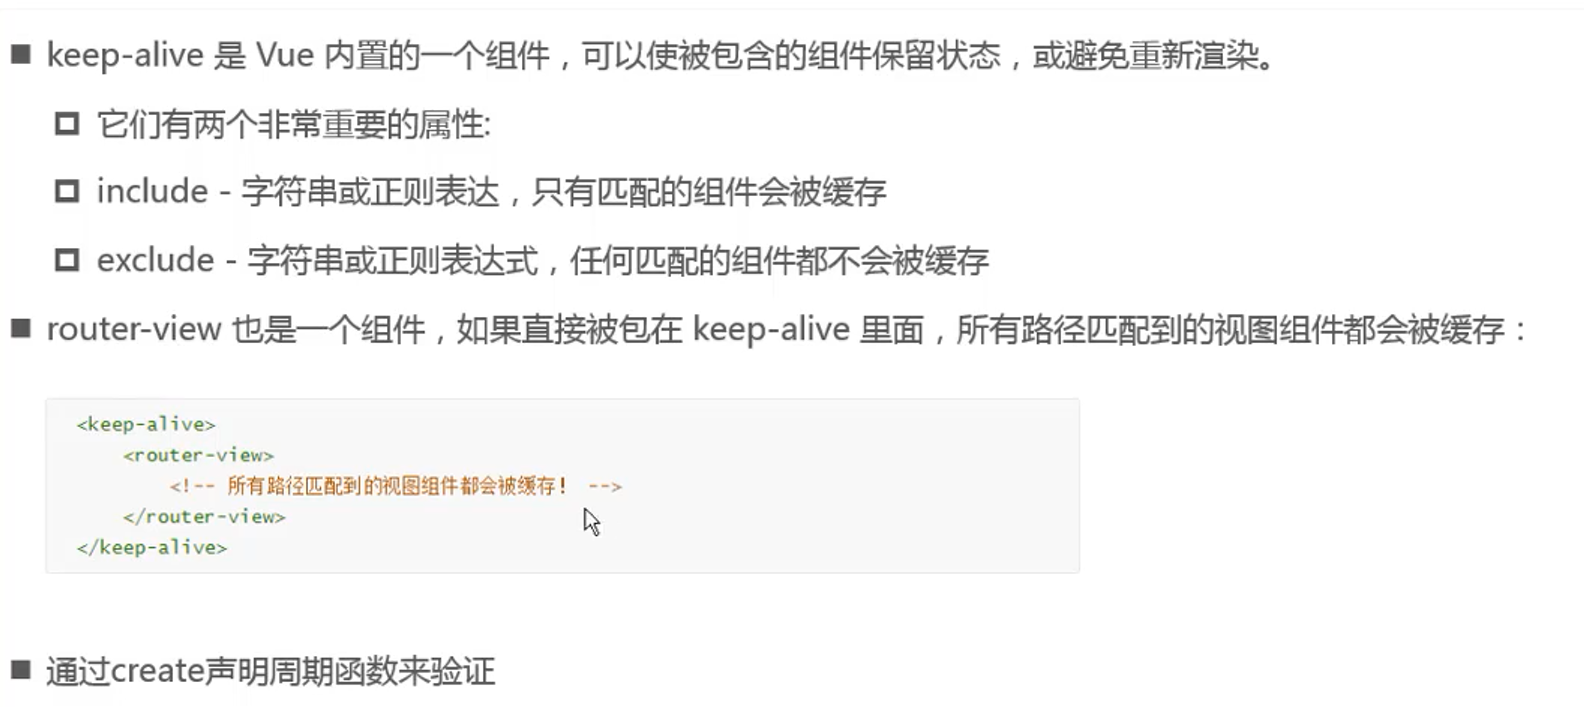 keep-alive 是 Vue 内置的一个组件，可以使被包含的组件保留状态，或避免重新渲染。
它们有两个非常重要的属性:
include - 字符串或正则表达，只有匹配的组件会被缓存
exclude - 字符串或正则表达式，任何匹配的组件都不会被缓存
router-view 也是一个组件，如果直接被包在 keep-alive 里面，所有路径匹配到的视图组件都会被缓存：
<keep-alive>
<router-view>
<!-- 所有路径匹配到的视图组件都会被缓存！ -->
</router-view>
</keep-alive>
通过create声明周期函数来验证